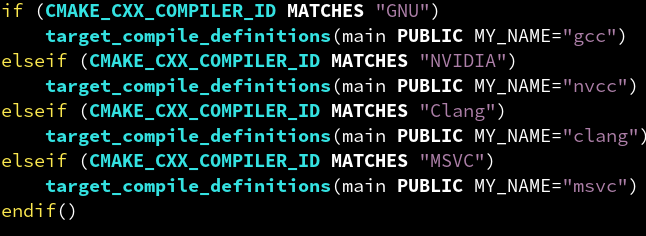 if (CMAKE_CXX_COMPILER_ID MATCHES "GNU")
    target_compile_definitions(main PUBLIC MY_NAME="gcc")
elseif (CMAKE_CXX_COMPILER_ID MATCHES "NVIDIA")
    target_compile_definitions(main PUBLIC MY_NAME="nvcc")
elseif (CMAKE_CXX_COMPILER_ID MATCHES "Clang")
    target_compile_definitions(main PUBLIC MY_NAME="clang")
elseif (CMAKE_CXX_COMPILER_ID MATCHES "MSVC")
    target_compile_definitions(main PUBLIC MY_NAME="msvc")
endif()